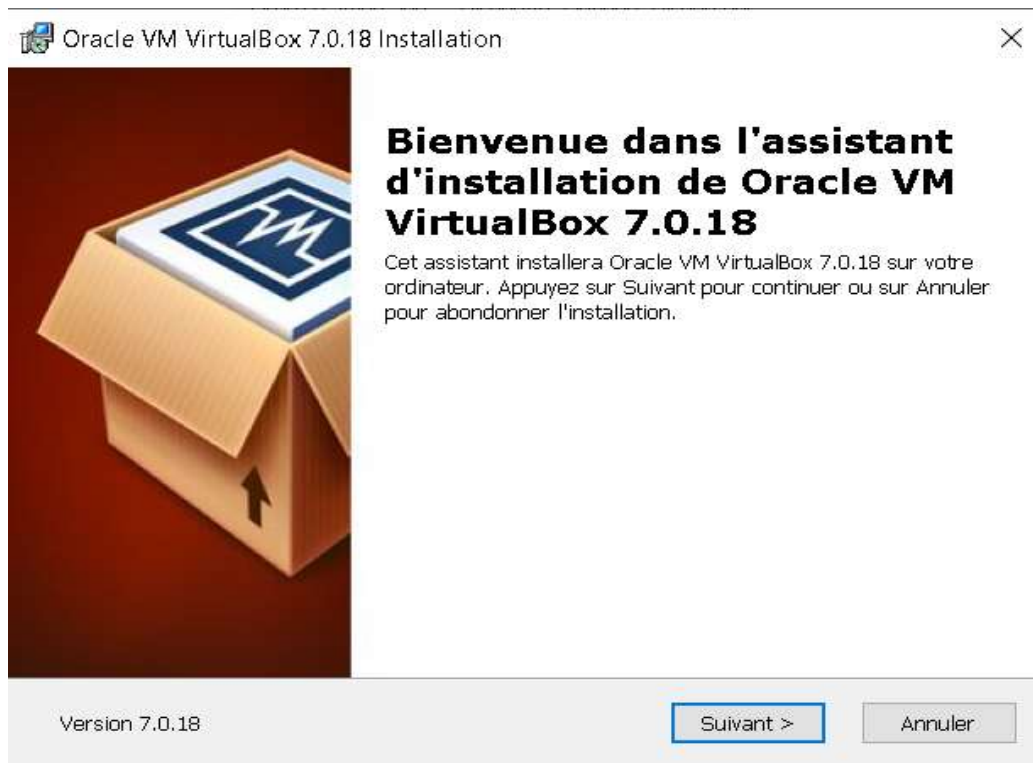 Oracle VM VirtualBox 7.0.18 Installation
Bienvenue dans l'assistant
d'installation de Oracle VM
VirtualBox 7.0.18
Cet assistant installera Oracle VM VirtualBox 7.0.18 sur votre
ordinateur. Appuyez sur Suivant pour continuer ou sur Annuler
pour abondonner l'installation.
Version 7.0.18
Suivant >
Annuler